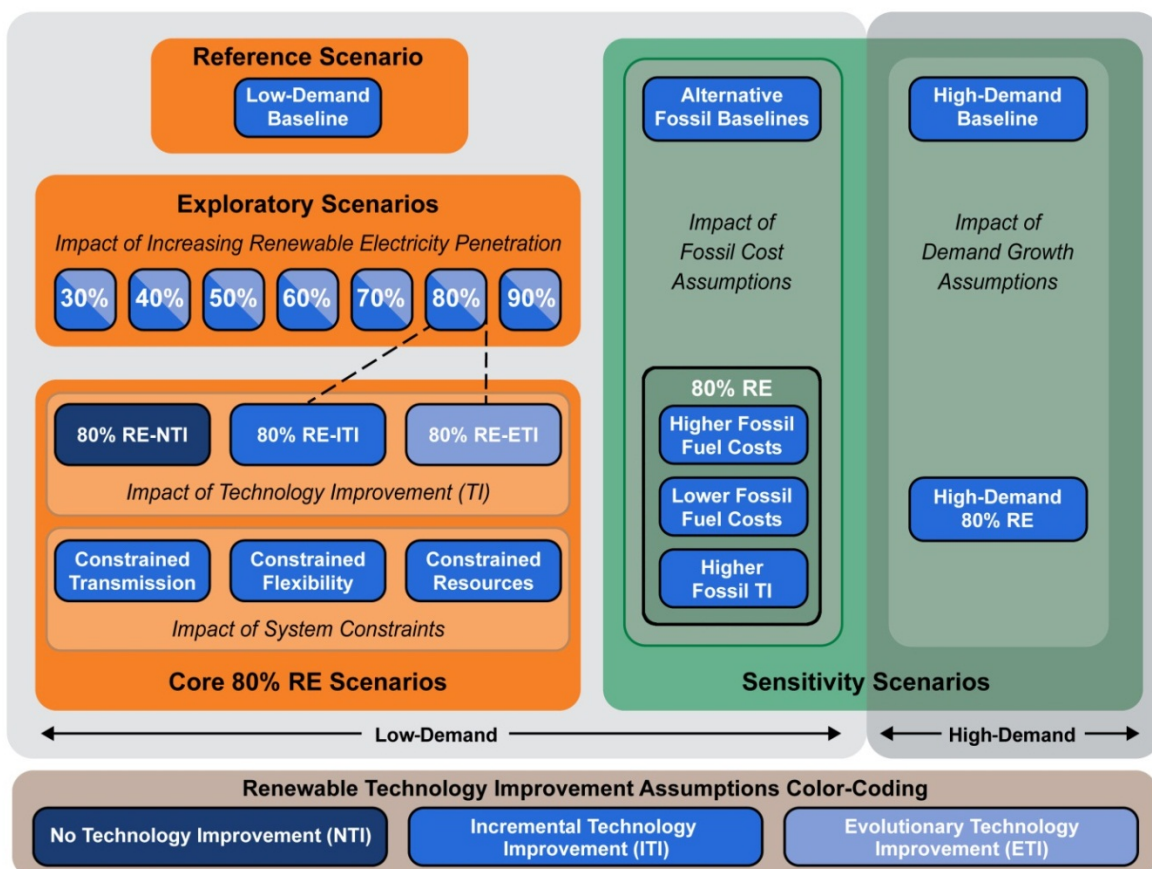 Reference Scenario
Low-Demand
Baseline
Exploratory Scenarios
Impact of Increasing Renewable Electricity Penetration
30% 40% 50% 60% 70% 80% 90%
80% RE-NTI
80% RE-ITI
80% RE-ETI
Impact of Technology Improvement (TI)
Constrained
Transmission
Constrained
Flexibility
Constrained
Resources
Impact of System Constraints
Core 80% RE Scenarios
Alternative
Fossil Baselines
Impact of
Fossil Cost
Assumptions
80% RE
Higher Fossil
Fuel Costs
Lower Fossil
Fuel Costs
Higher
Fossil TI
High-Demand
Baseline
Impact of
Demand Growth
Assumptions
High-Demand
80% RE
Sensitivity Scenarios
Low-Demand
High-Demand
Renewable Technology Improvement Assumptions Color-Coding
No Technology Improvement (NTI)
Incremental Technology
Improvement (ITI)
Evolutionary Technology
Improvement (ETI)